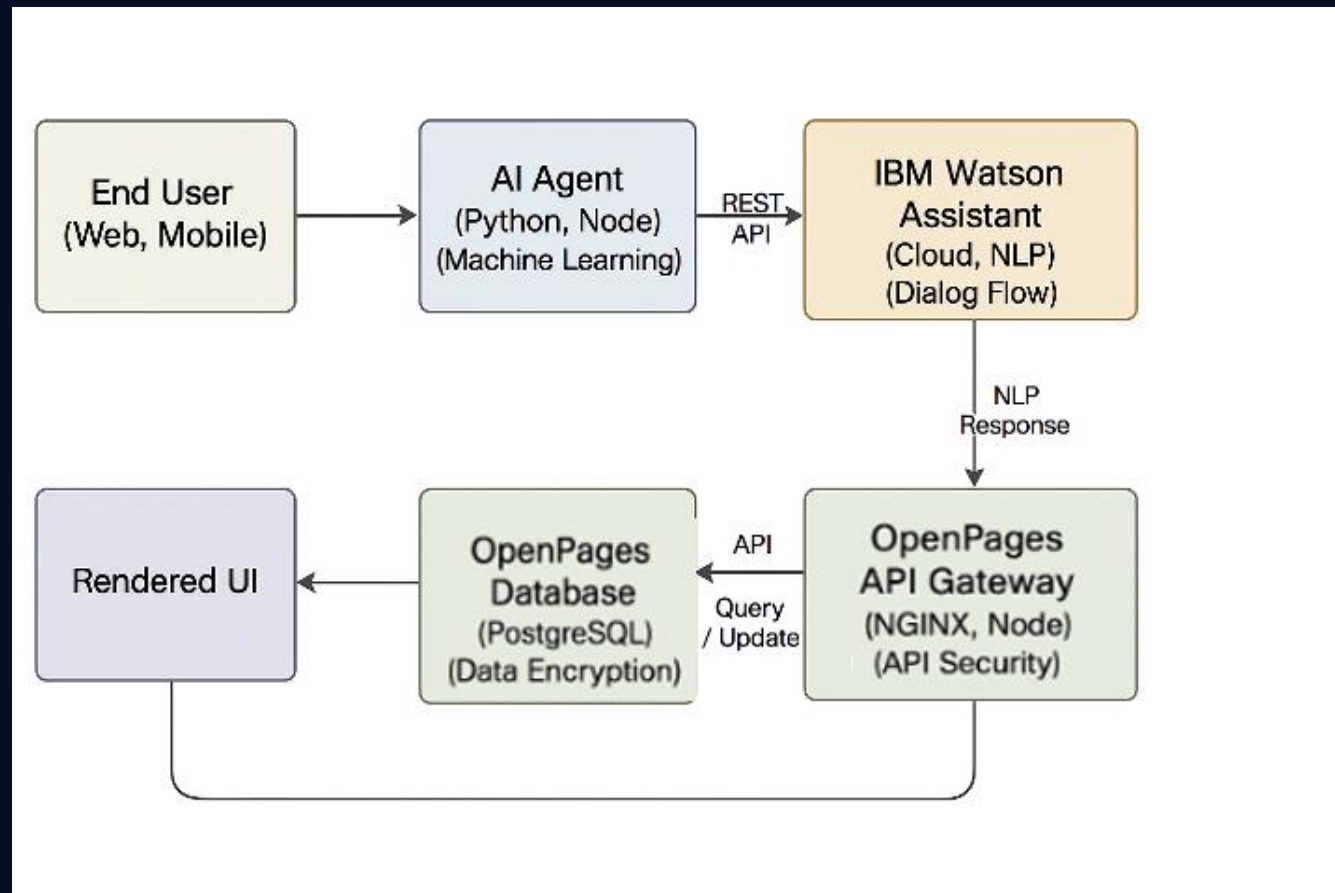 End User
(Web, Mobile)
AI Agent
(Python, Node)
(Machine Learning)
REST
API
IBM Watson
Assistant
(Cloud, NLP)
(Dialog Flow)
NLP
Response
Rendered UI
OpenPages
Database
(PostgreSQL)
(Data Encryption)
API
Query
/ Update
OpenPages
API Gateway
(NGINX, Node)
(API Security)